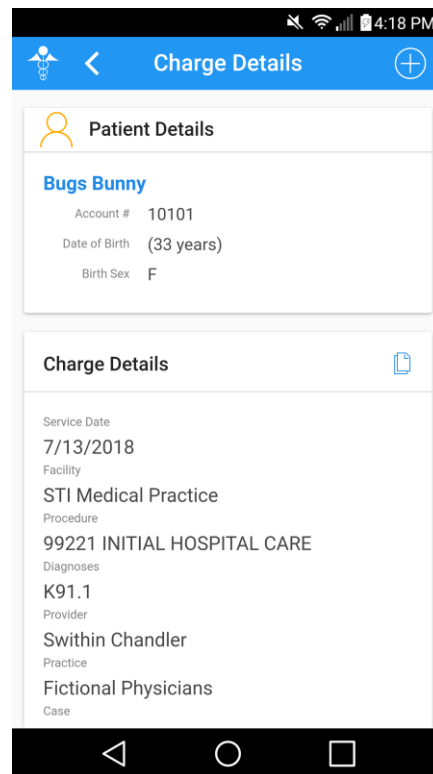 4:18 PM
Charge Details
Patient Details
Bugs Bunny
Account # 10101
Date of Birth (33 years)
Birth Sex F
Charge Details
Service Date
7/13/2018
Facility
STI Medical Practice
Procedure
99221 INITIAL HOSPITAL CARE
Diagnoses
K91.1
Provider
Swithin Chandler
Practice
Fictional Physicians
Case